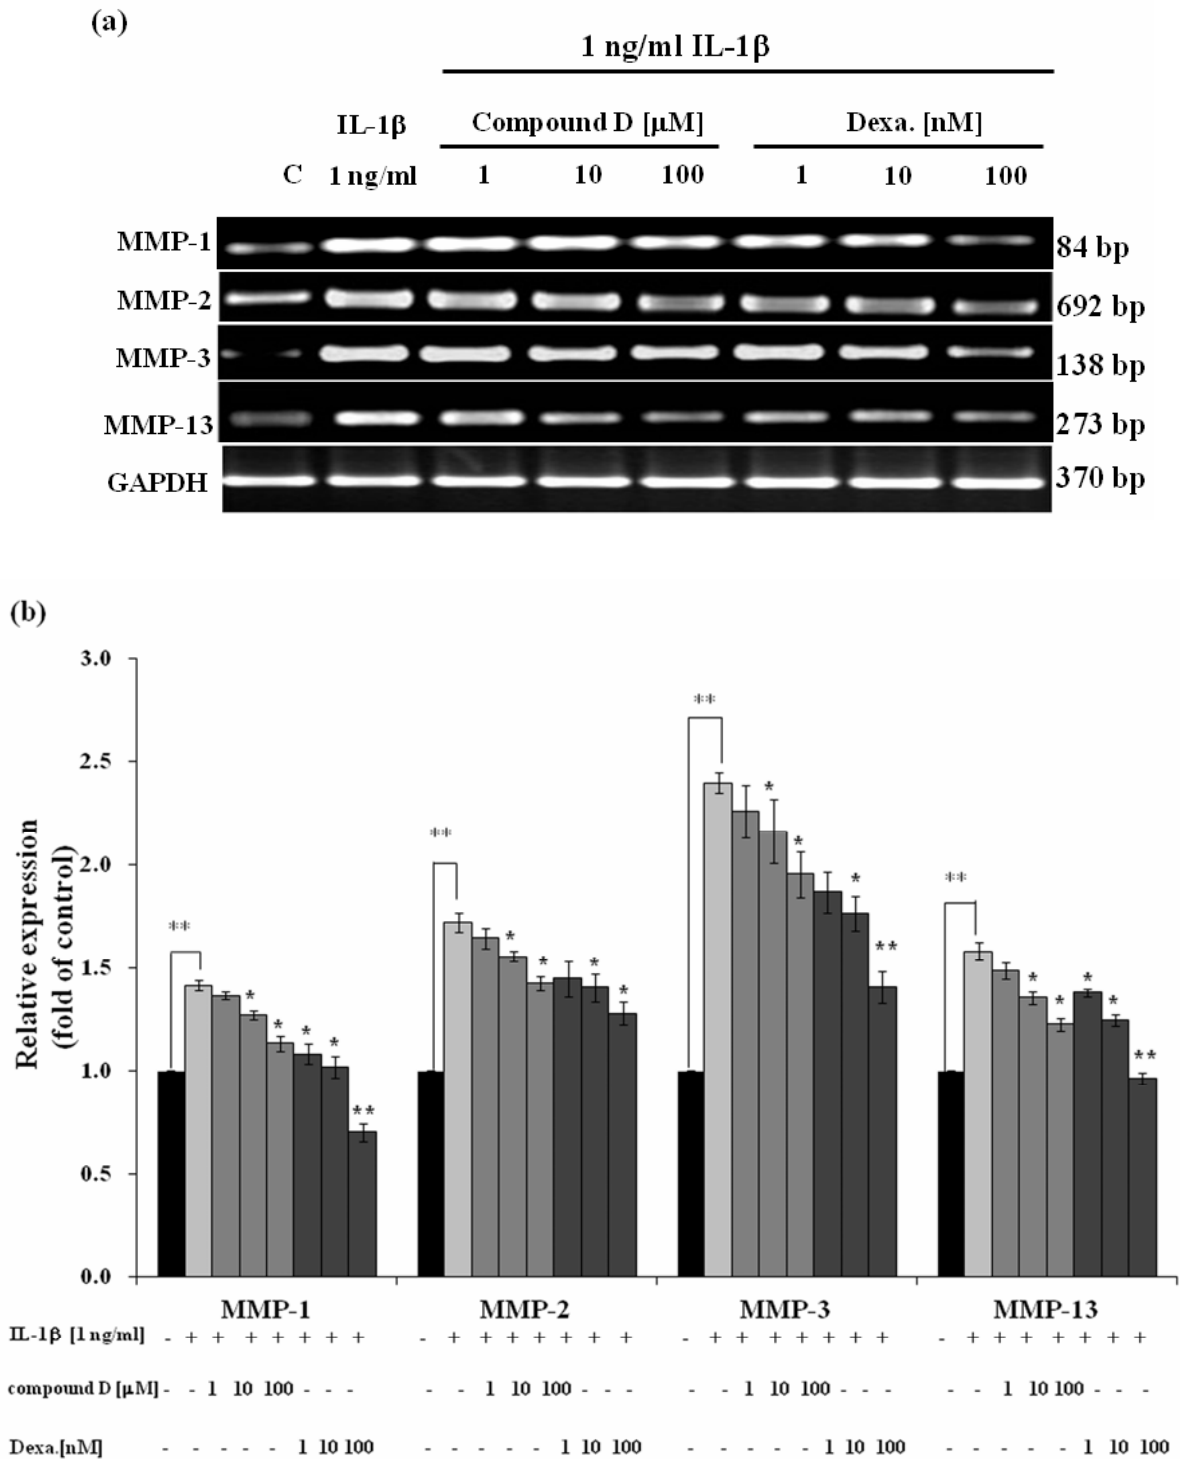 (a)
1 ng/ml IL-1β
IL-1β Compound D [μM] Dexa. [nM]
C 1 ng/ml 1 10 100 1 10 100
MMP-1 84 bp
MMP-2 692 bp
MMP-3 138 bp
MMP-13 273 bp
GAPDH 370 bp
(b)
Relative expression
(fold of control)
3.0
2.5
2.0
1.5
1.0
0.5
0.0
** * * * * **
** * * * *
** * * * **
** * * * * **
MMP-1 MMP-2 MMP-3 MMP-13
IL-1β [1 ng/ml] - + + + + + + + - + + + + + + + - + + + + + + + - + + + + + + +
compound D [μM] - - 1 10 100 - - - - - 1 10 100 - - - - - 1 10 100 - - - - - 1 10 100 - - -
Dexa.[nM] - - - - - 1 10 100 - - - - - 1 10 100 - - - - - 1 10 100 - - - - - 1 10 100